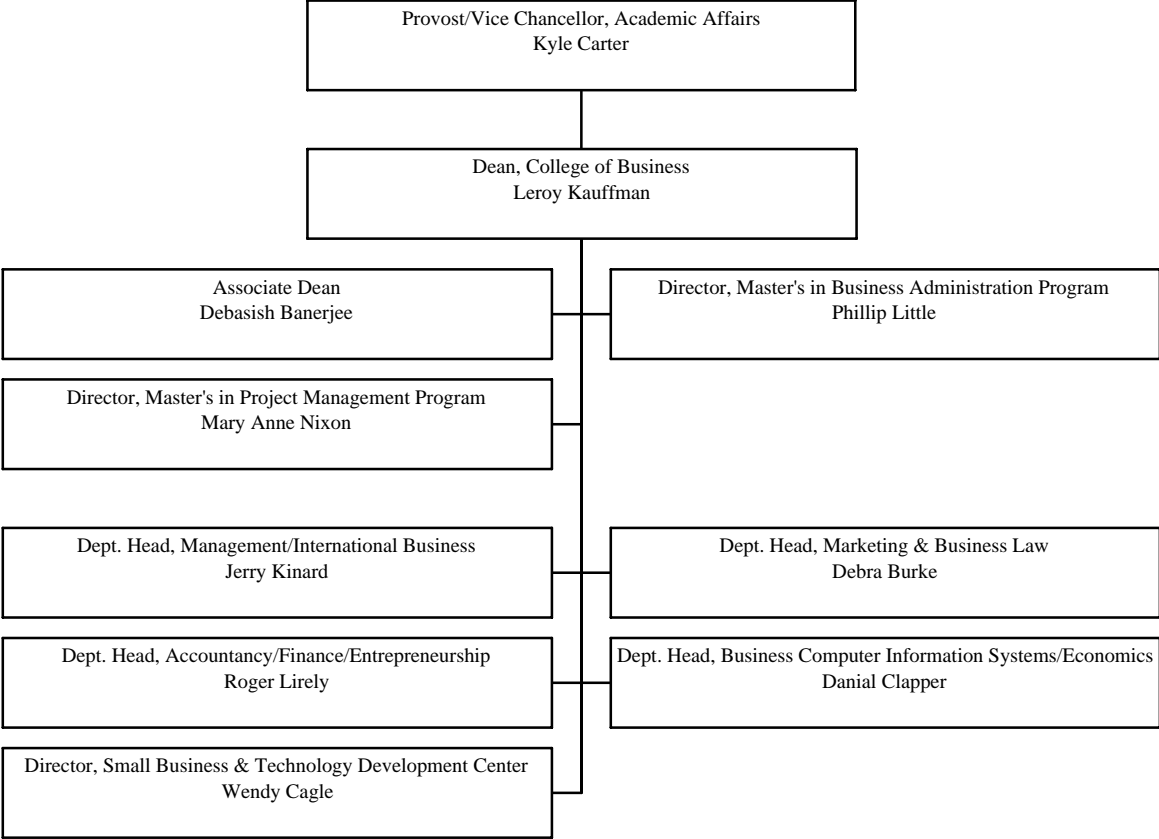 Provost/Vice Chancellor, Academic Affairs
Kyle Carter
Dean, College of Business
Leroy Kauffman
Associate Dean
Debasish Banerjee
Director, Master's in Business Administration Program
Phillip Little
Director, Master's in Project Management Program
Mary Anne Nixon
Dept. Head, Management/International Business
Jerry Kinard
Dept. Head, Marketing & Business Law
Debra Burke
Dept. Head, Accountancy/Finance/Entrepreneurship
Roger Lirely
Dept. Head, Business Computer Information Systems/Economics
Danial Clapper
Director, Small Business & Technology Development Center
Wendy Cagle